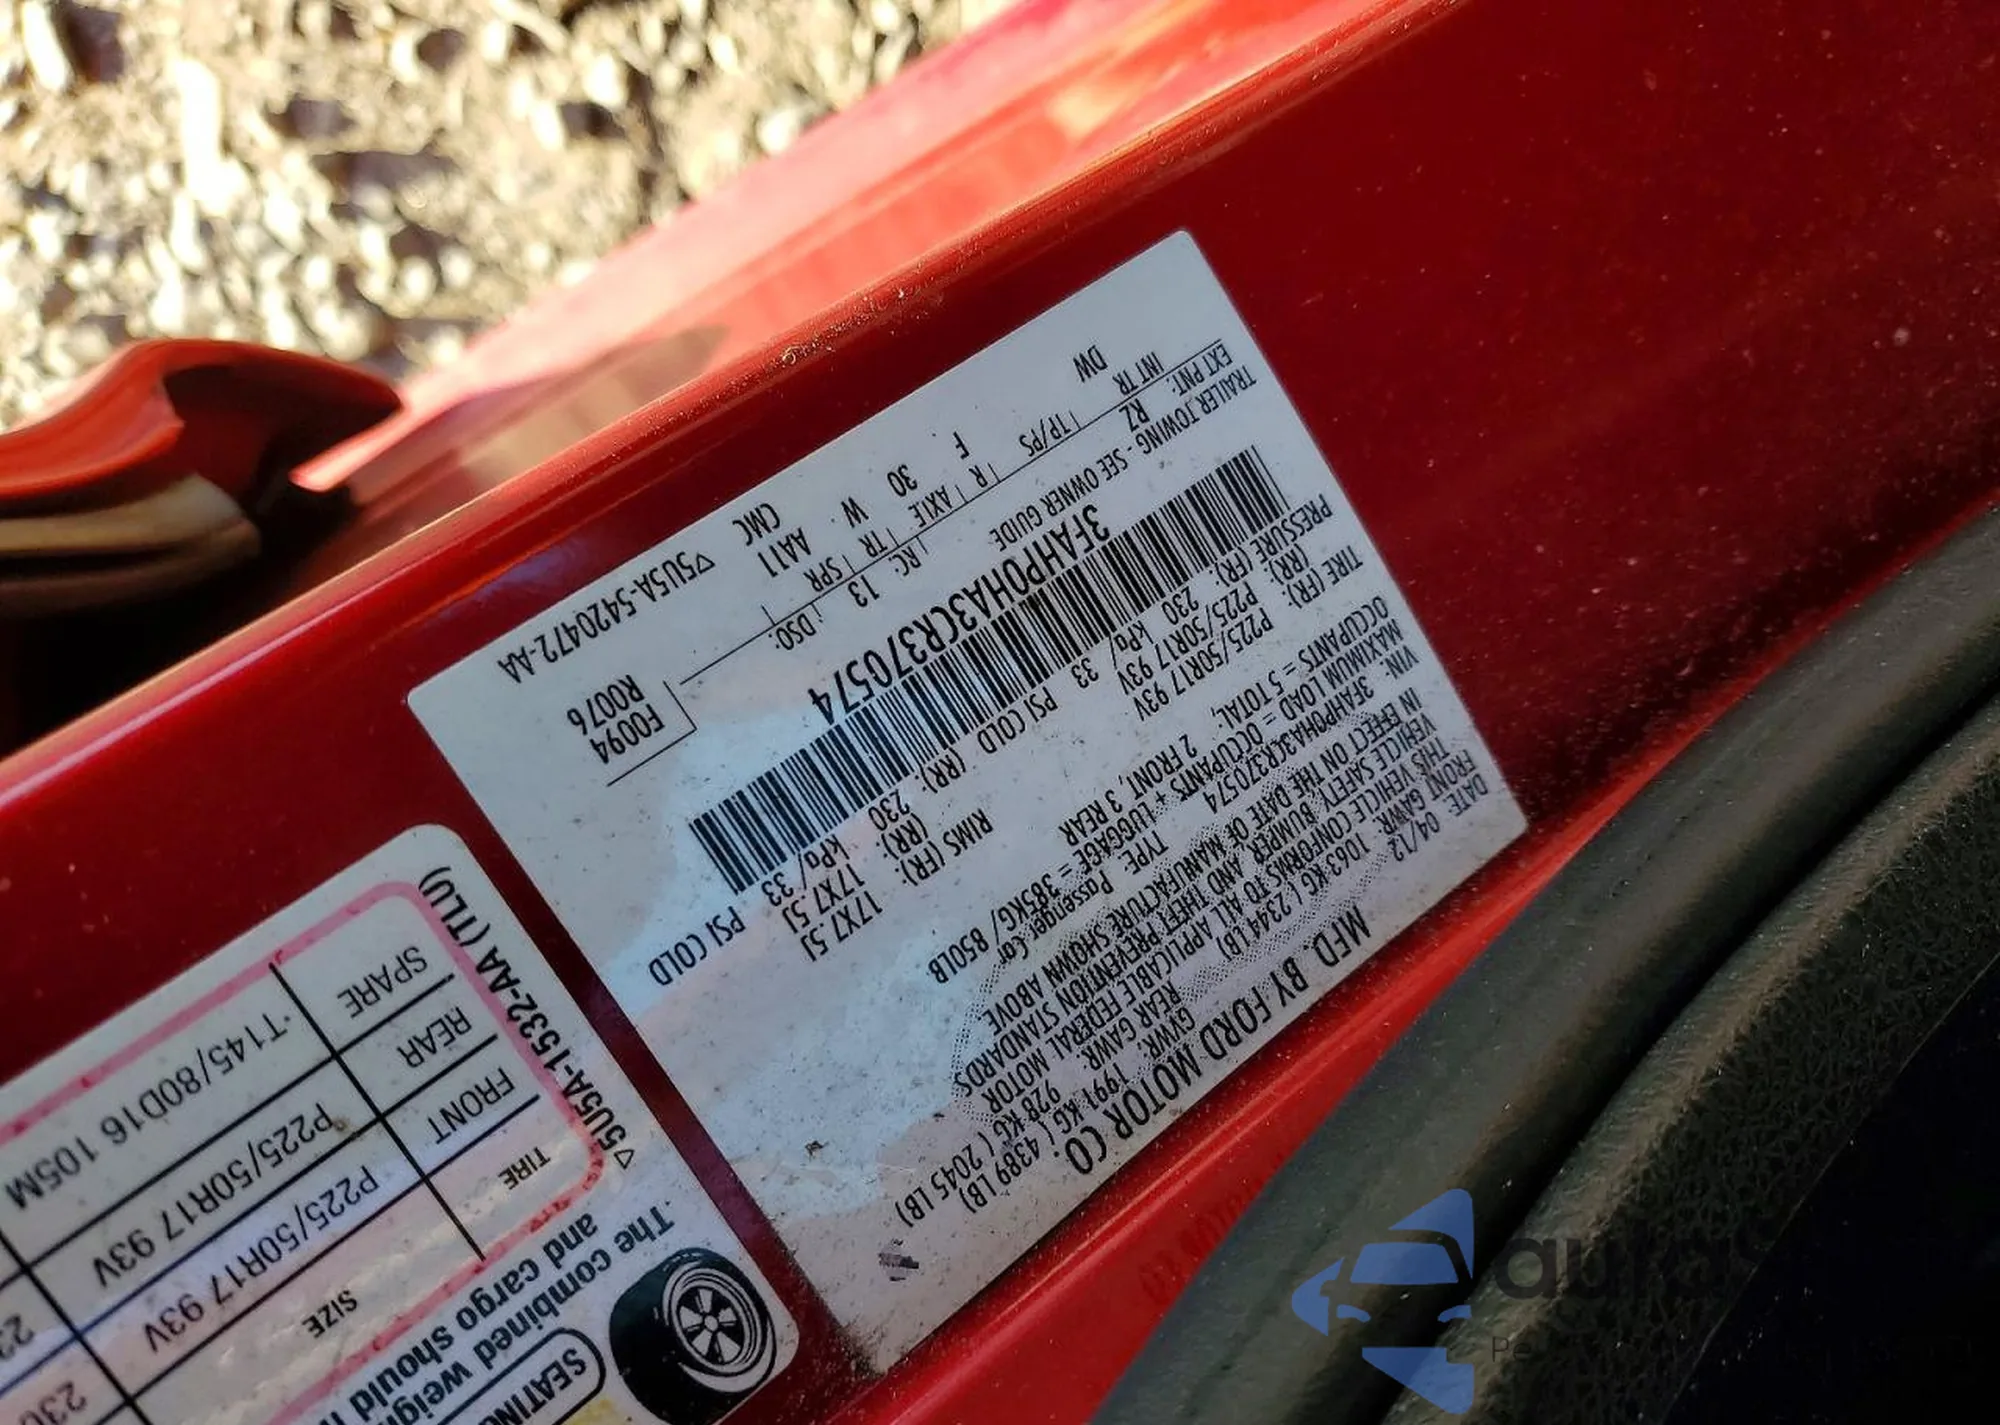 MFD. BY FORD MOTOR CO.
DATE: 04/12 GVWR: 1991 KG ( 4389 LB)
FRONT GAWR: 1063 KG ( 2344 LB) REAR GAWR: 928 KG ( 2045 LB)
THIS VEHICLE CONFORMS TO ALL APPLICABLE FEDERAL MOTOR
VEHICLE SAFETY, BUMPER AND THEFT PREVENTION STANDARDS
IN EFFECT ON THE DATE OF MANUFACTURE SHOWN ABOVE
VIN: 3FAHP0HA3CR370574 TYPE: Passenger Car
MAXIMUM LOAD = OCCUPANTS + LUGGAGE = 385KG/ 850LB
OCCUPANTS = 5 TOTAL, 2 FRONT, 3 REAR
TIRE (FR): P225/50R17 93V RIMS (FR): 17X7.5J
(RR): P225/50R17 93V (RR): 17X7.5J
PRESSURE (FR): 230 kPa/ 33 PSI COLD (RR): 230 kPa/ 33 PSI COLD
3FAHP0HA3CR370574
TRAILER TOWING - SEE OWNER GUIDE
EXT PNT: RZ RC: 13 DSO: F0094
R0076
INT TR TP/PS R AXLE TR SPR
DW F 30 W AA11
CMC
▽5U5A-5420472-AA
SEATING
The combined weigh
and cargo should n
TIRE SIZE
FRONT P225/50R17 93V 230
REAR P225/50R17 93V 23
SPARE T145/80D16 105M
▽5U5A-1532-AA (TLU)
aura